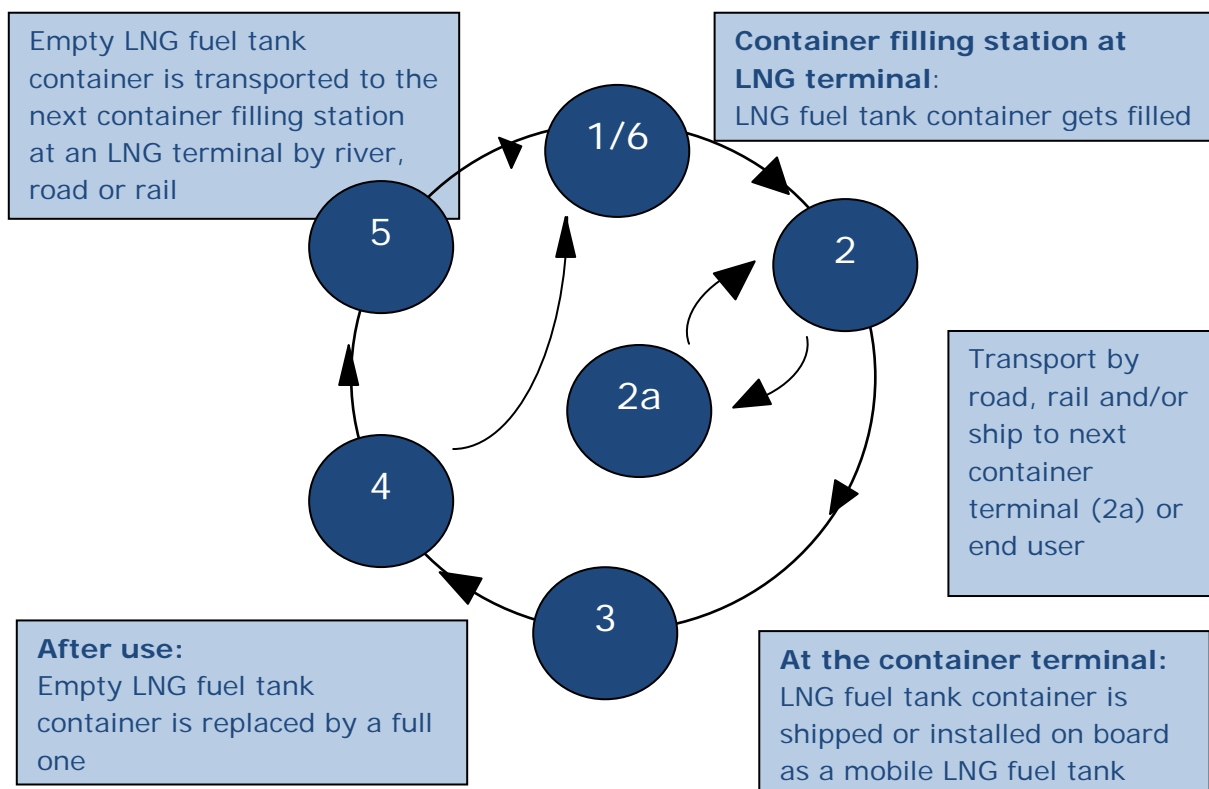 Empty LNG fuel tank
container is transported to the
next container filling station
at an LNG terminal by river,
road or rail
Container filling station at
LNG terminal:
LNG fuel tank container gets filled
1/6
5
2
2a
Transport by
road, rail and/or
ship to next
container
terminal (2a) or
end user
4
3
After use:
Empty LNG fuel tank
container is replaced by a full
one
At the container terminal:
LNG fuel tank container is
shipped or installed on board
as a mobile LNG fuel tank